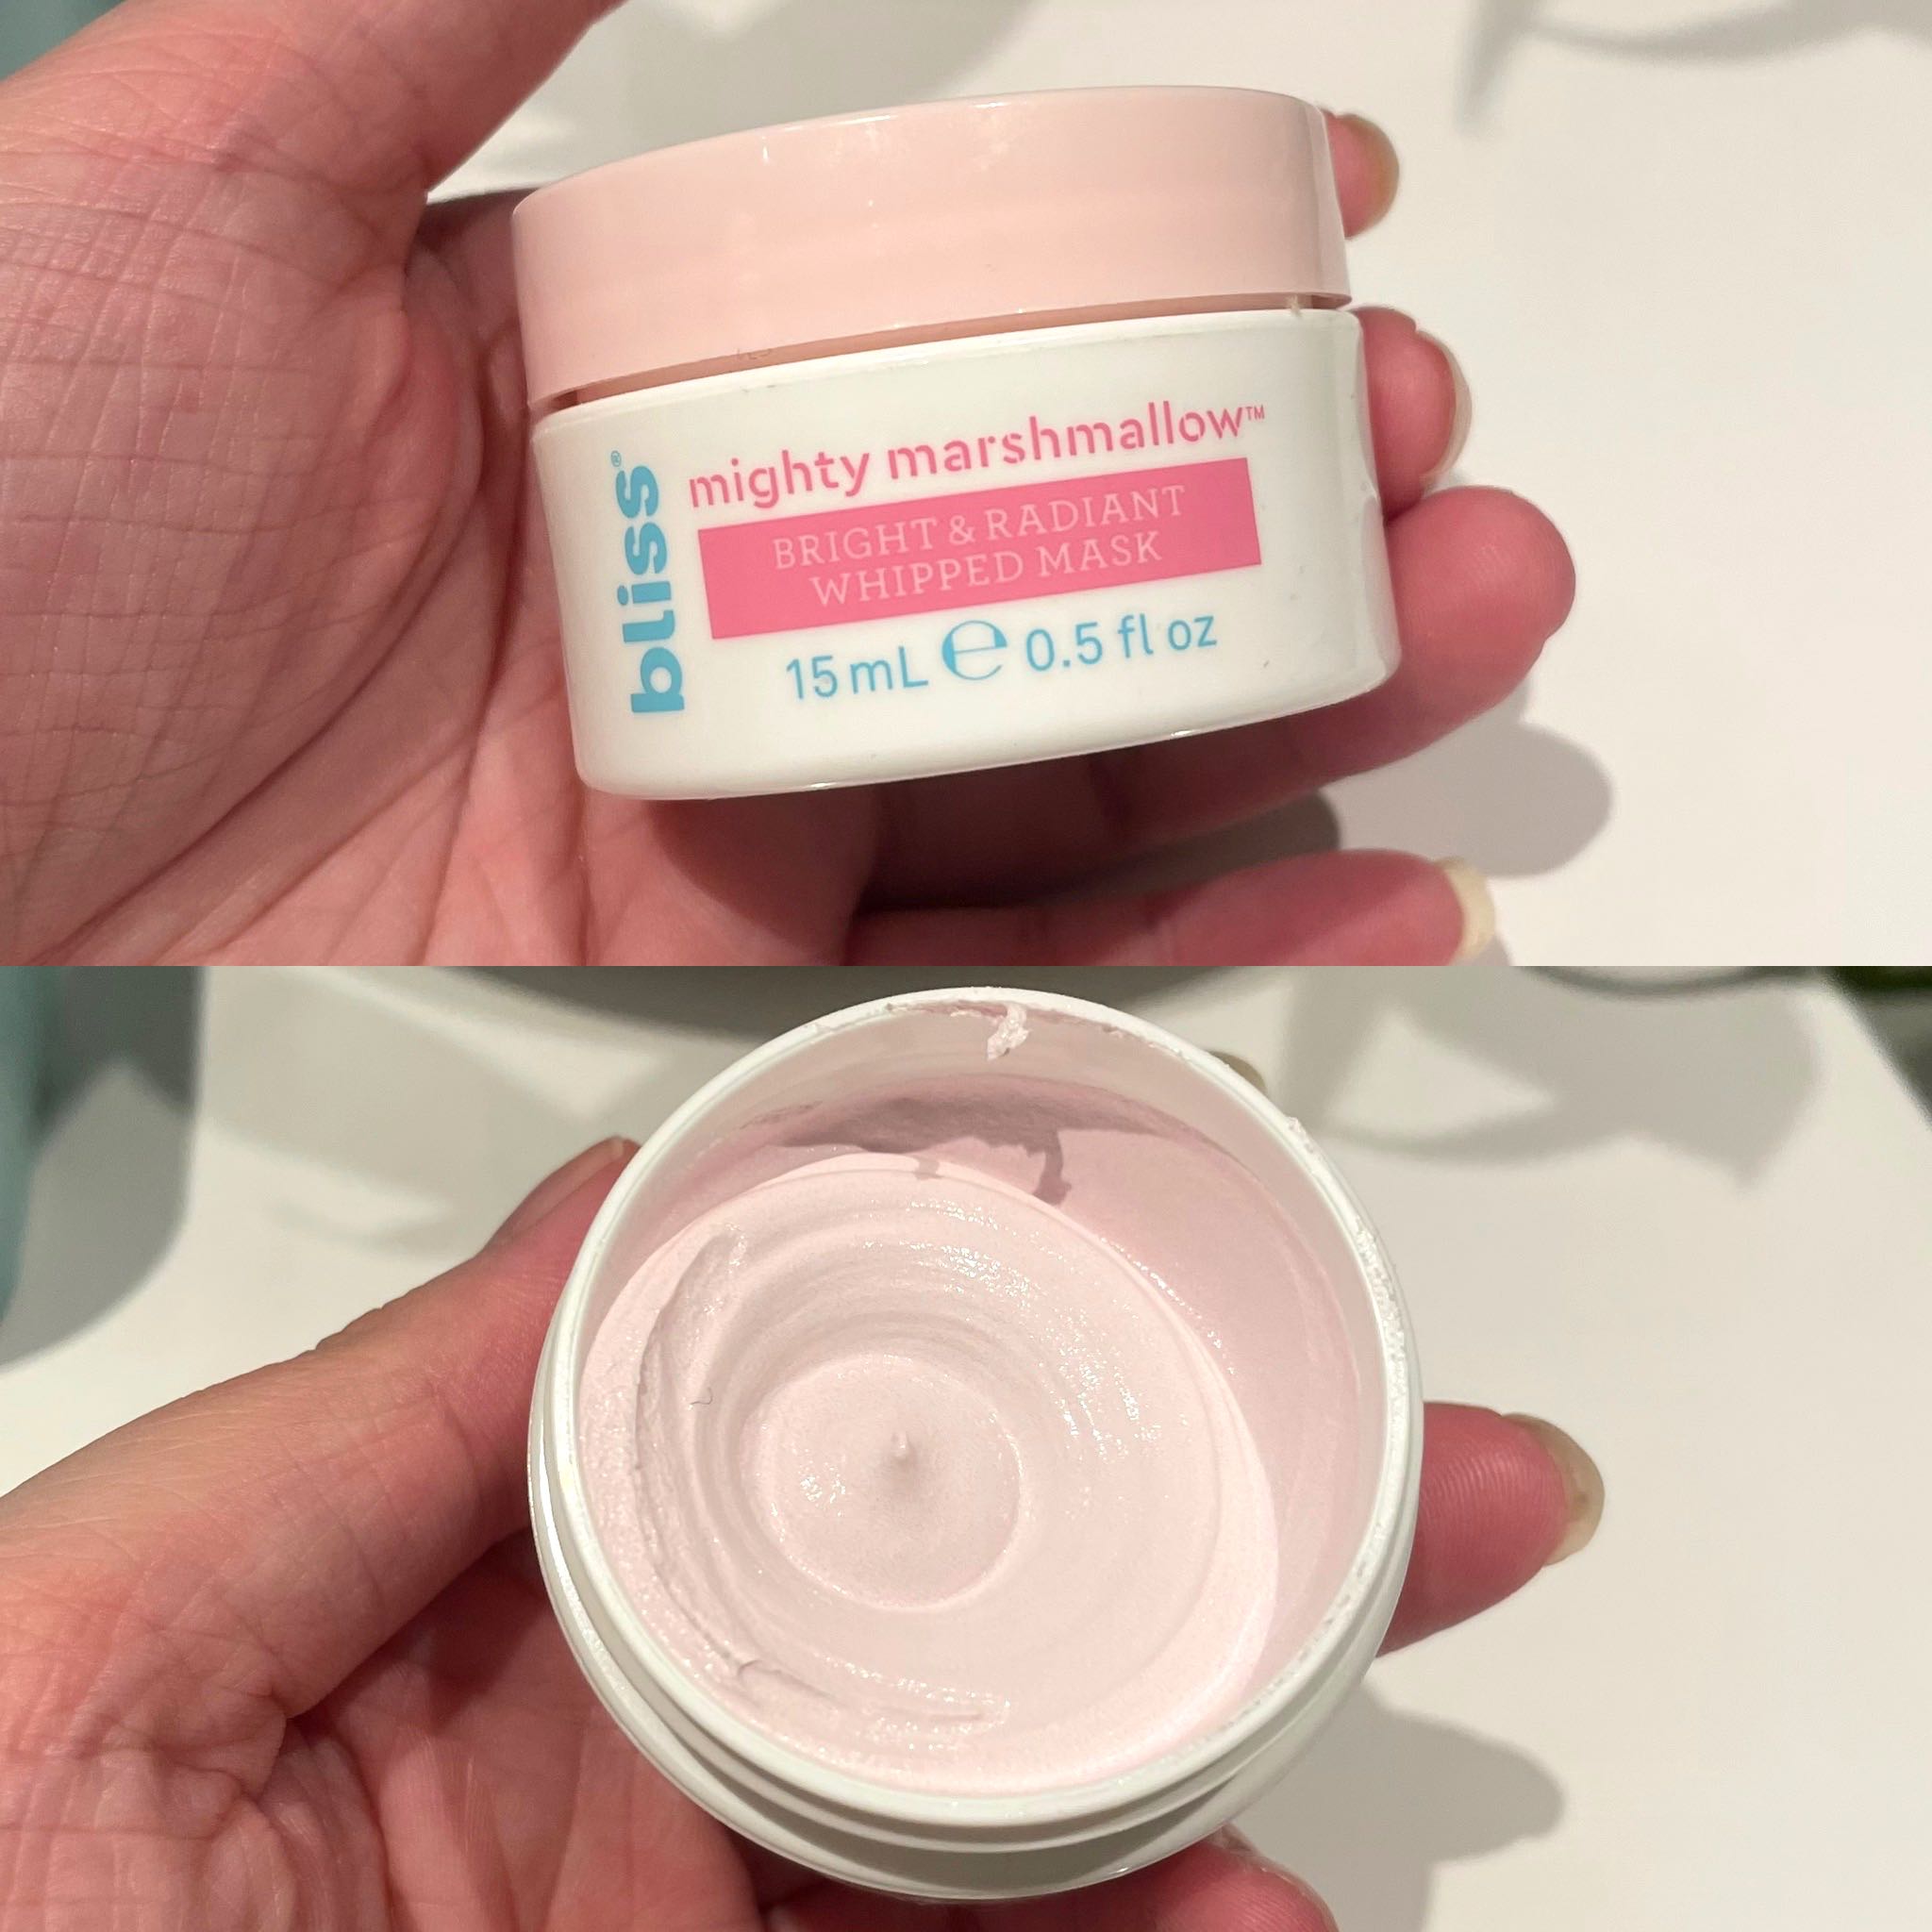 bliss®
mighty marshmallow™
BRIGHT & RADIANT
WHIPPED MASK
15 mL ℮ 0.5 fl oz